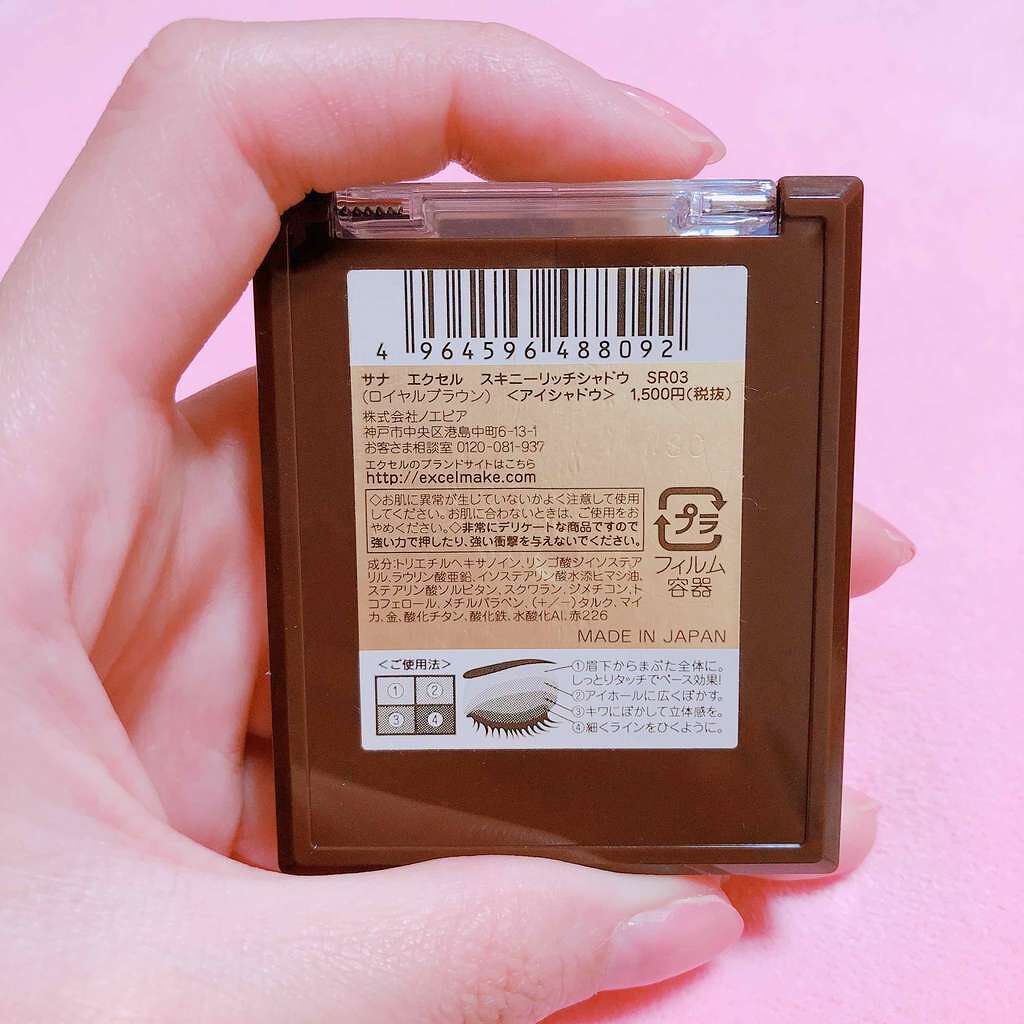 4 964596 488092
サナ エクセル スキニーリッチシャドウ SR03
(ロイヤルブラウン) <アイシャドウ> 1,500円(税抜)
株式会社ノエビア
神戸市中央区港島中町6-13-1
お客さま相談室 0120-081-937
エクセルのブランドサイトはこちら
http://excelmake.com
◇お肌に異常が生じていないかよく注意して使用
してください。お肌に合わないときは、ご使用をお
やめください。◇非常にデリケートな商品ですので
強い力で押したり、強い衝撃を与えないでください。
プラ
フィルム
容器
成分:トリエチルヘキサノイン、リンゴ酸ジイソステア
リル、ラウリン酸亜鉛、イソステアリン酸水添ヒマシ油、
ステアリン酸ソルビタン、スクワラン、ジメチコン、ト
コフェロール、メチルパラベン、(+/-)タルク、マイ
カ、金、酸化チタン、酸化鉄、水酸化Al、赤226
MADE IN JAPAN
<ご使用法>
① ②
③ ④
①眉下からまぶた全体に。
しっとりタッチでベース効果!
②アイホールに広くぼかす。
③キワにぼかして立体感を。
④細くラインをひくように。